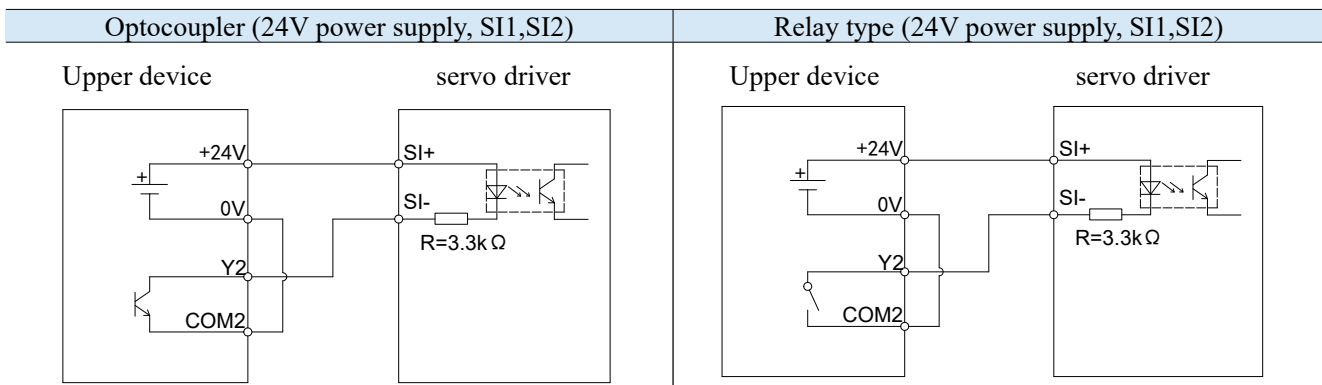 Optocoupler (24V power supply, SI1,SI2)
Relay type (24V power supply, SI1,SI2)
Upper device
servo driver
+24V
SI+
+
0V
SI-
R=3.3kΩ
Y2
COM2
Upper device
servo driver
+24V
SI+
+
0V
SI-
R=3.3kΩ
Y2
COM2